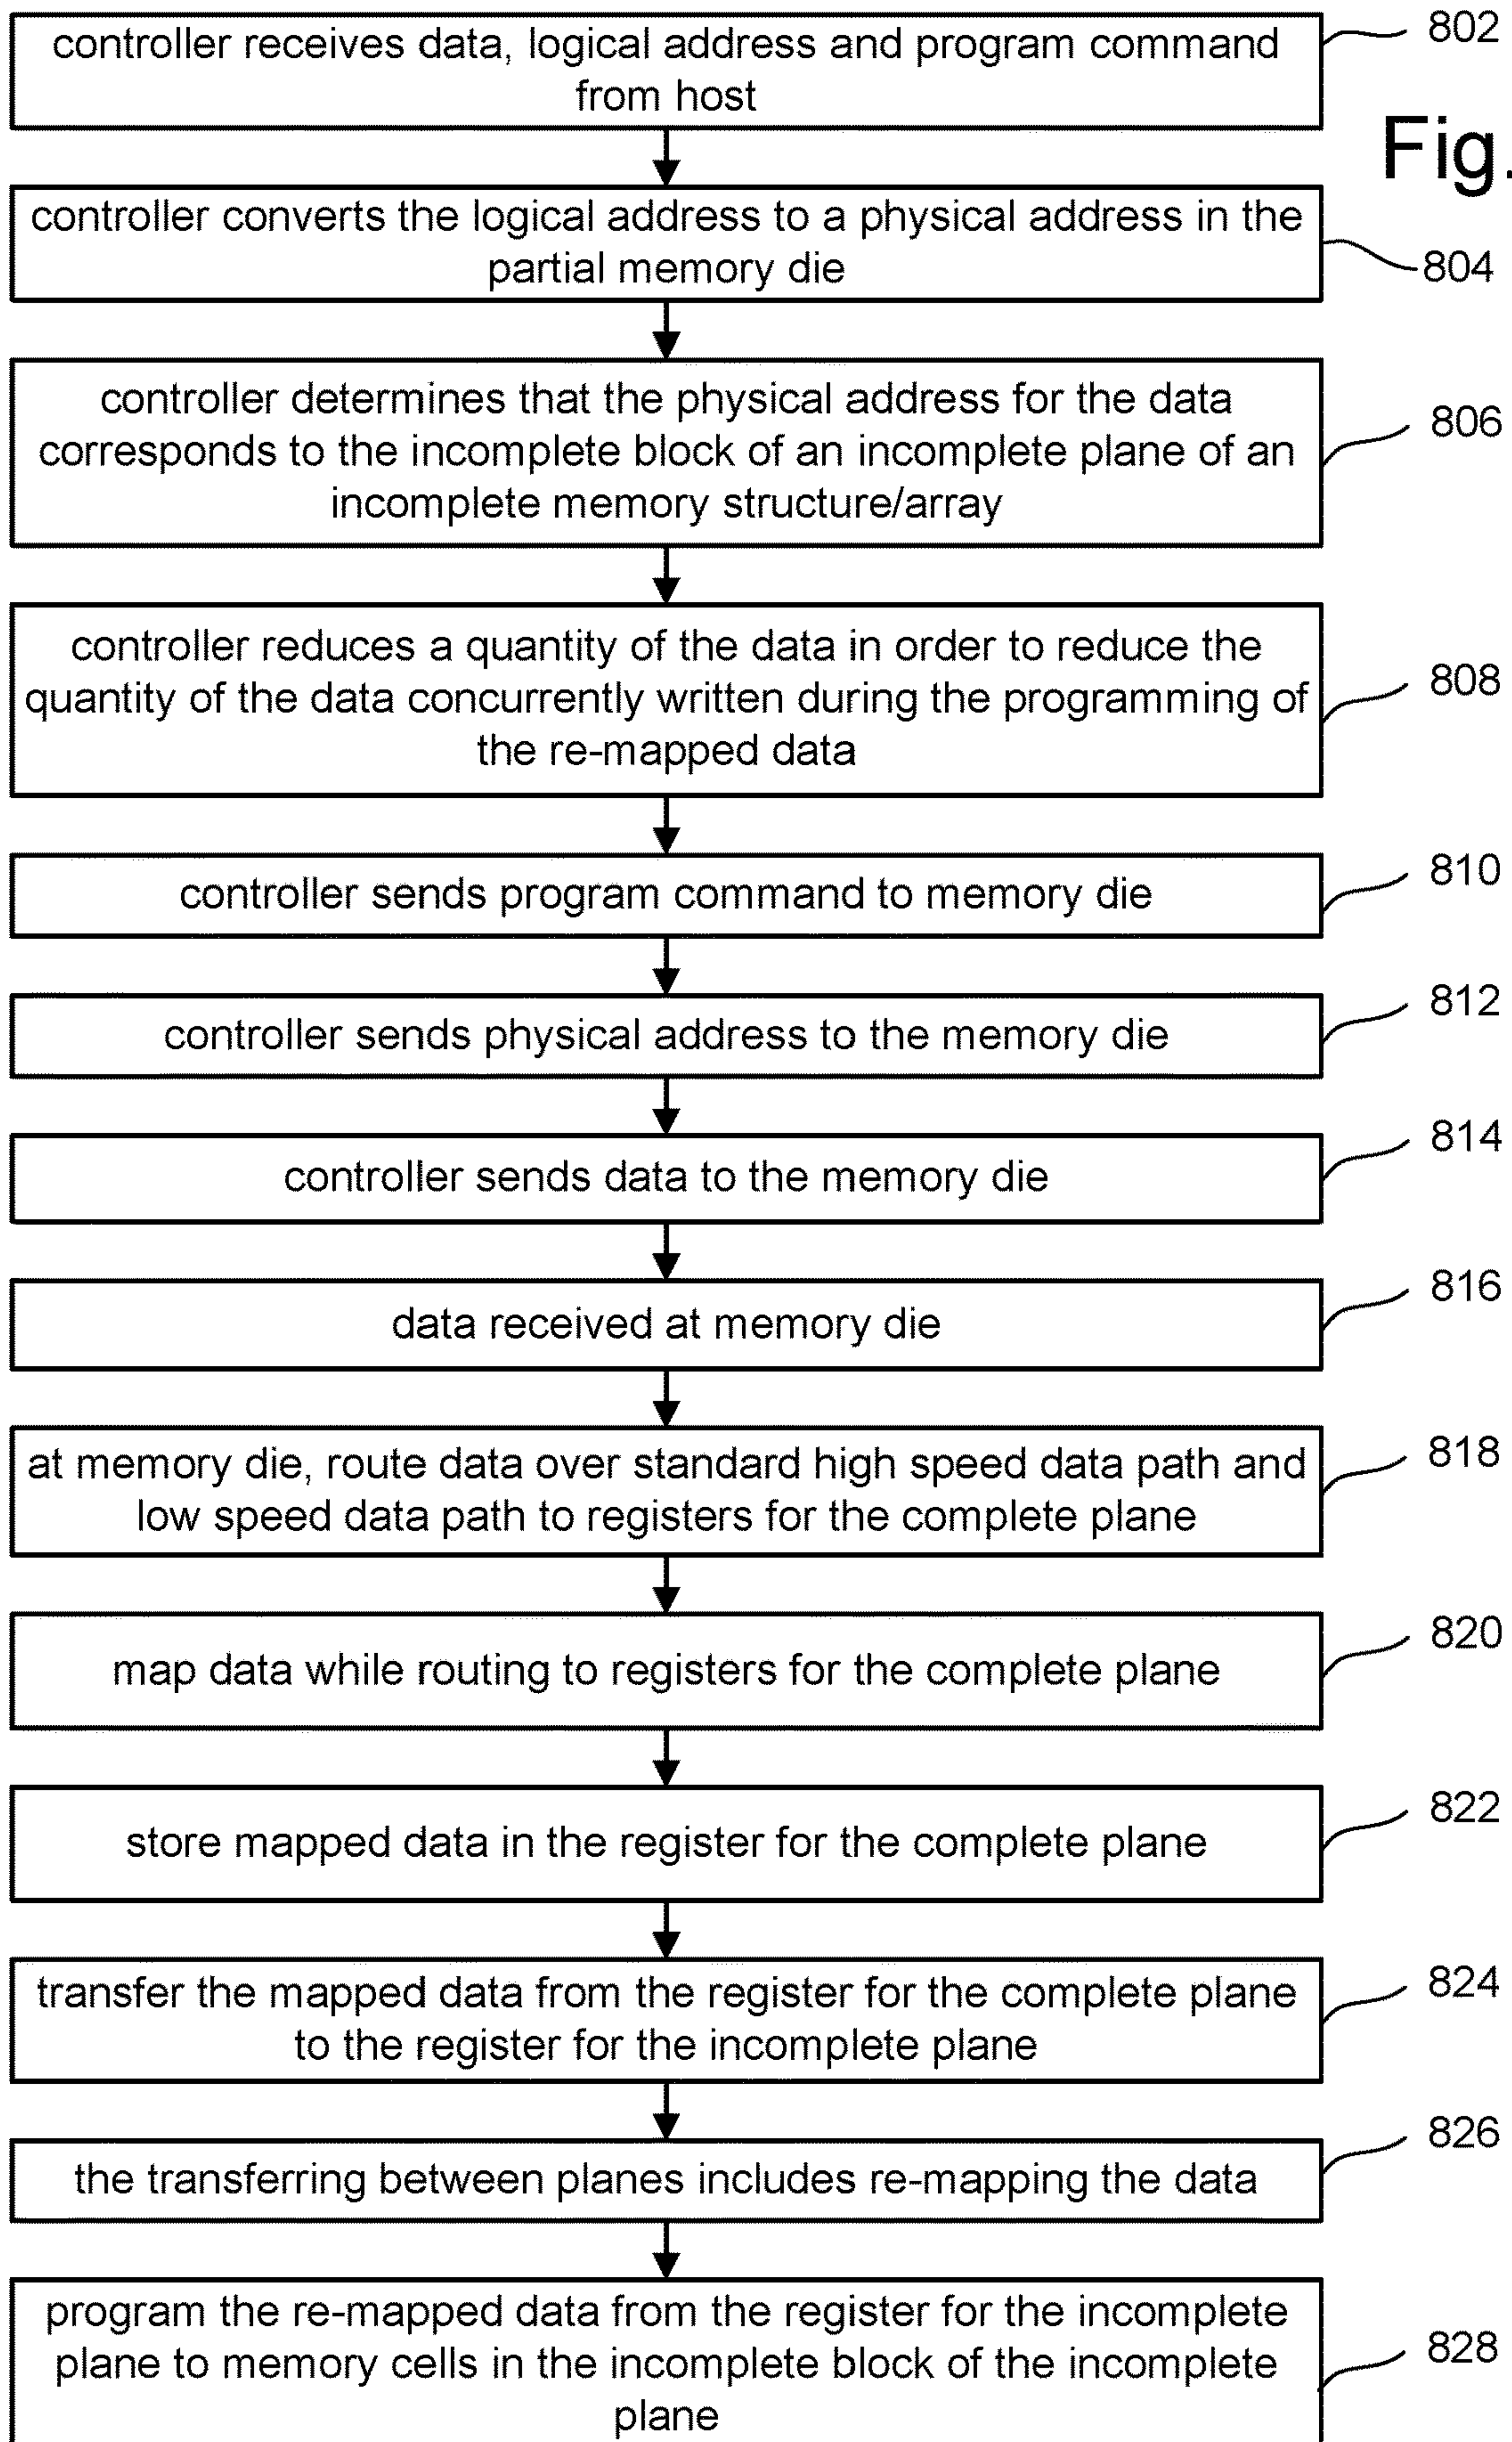 controller receives data, logical address and program command
from host
802
Fig.
controller converts the logical address to a physical address in the
partial memory die
804
controller determines that the physical address for the data
corresponds to the incomplete block of an incomplete plane of an
incomplete memory structure/array
806
controller reduces a quantity of the data in order to reduce the
quantity of the data concurrently written during the programming of
the re-mapped data
808
controller sends program command to memory die
810
controller sends physical address to the memory die
812
controller sends data to the memory die
814
data received at memory die
816
at memory die, route data over standard high speed data path and
low speed data path to registers for the complete plane
818
map data while routing to registers for the complete plane
820
store mapped data in the register for the complete plane
822
transfer the mapped data from the register for the complete plane
to the register for the incomplete plane
824
the transferring between planes includes re-mapping the data
826
program the re-mapped data from the register for the incomplete
plane to memory cells in the incomplete block of the incomplete
plane
828